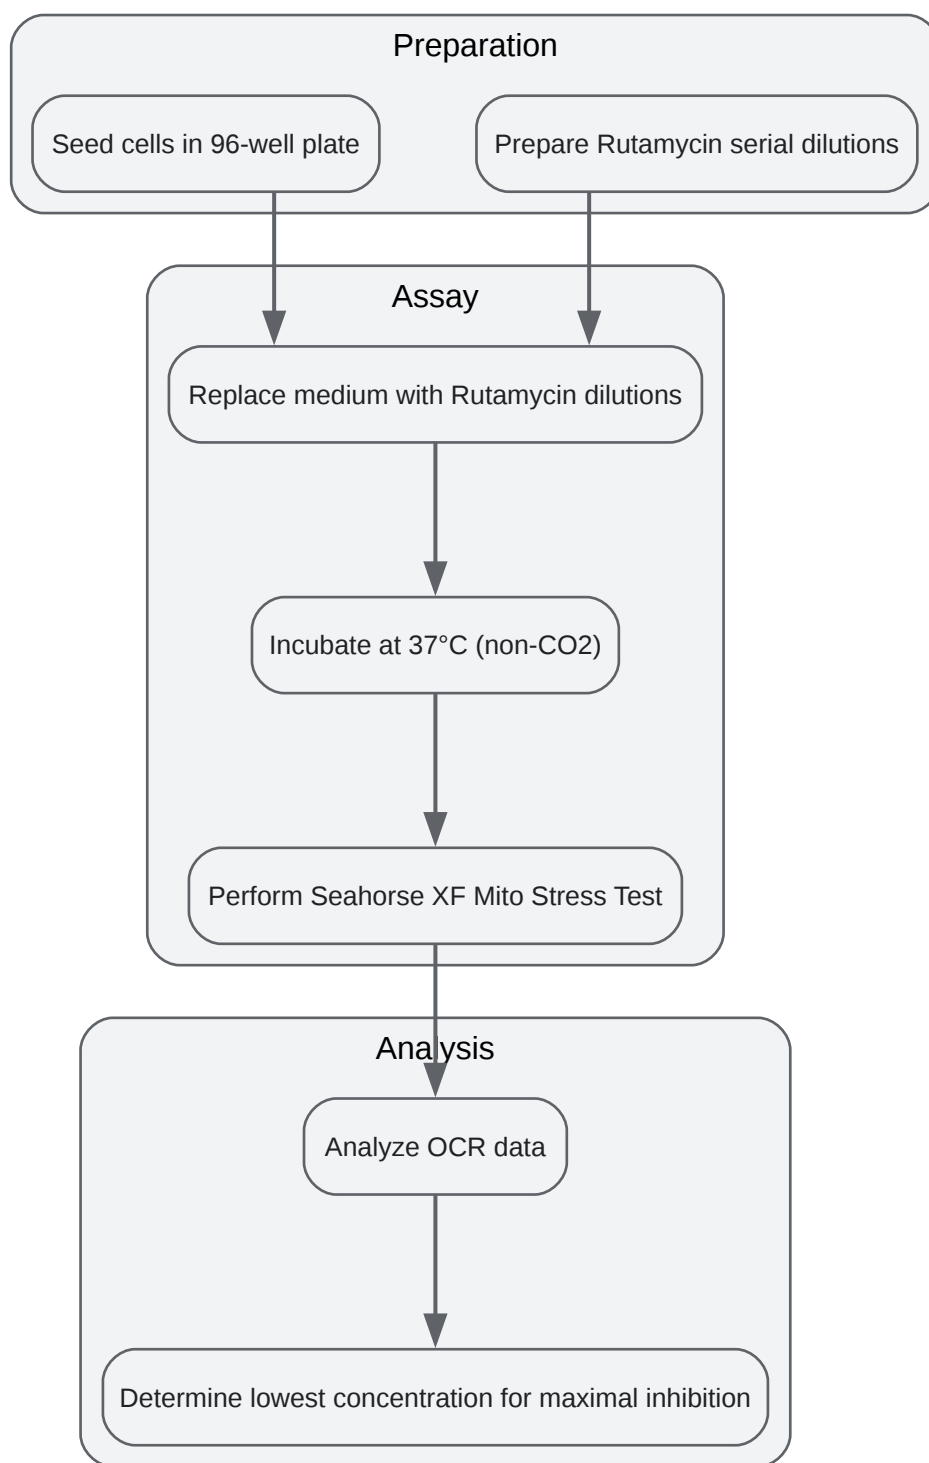 Preparation
Seed cells in 96-well plate
Prepare Rutamycin serial dilutions
Assay
Replace medium with Rutamycin dilutions
Incubate at 37°C (non-CO2)
Perform Seahorse XF Mito Stress Test
Analysis
Analyze OCR data
Determine lowest concentration for maximal inhibition